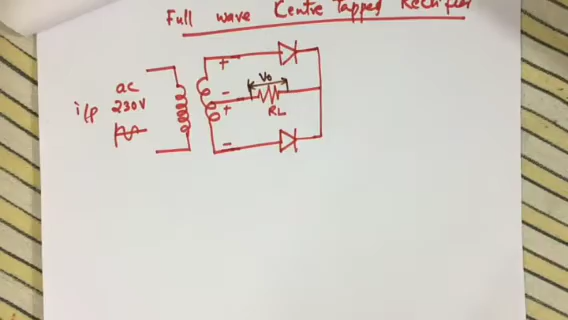 Full wave Centre Tapped Rectifier
+
ac
Vo
i/p 230V
-
+
RL
-